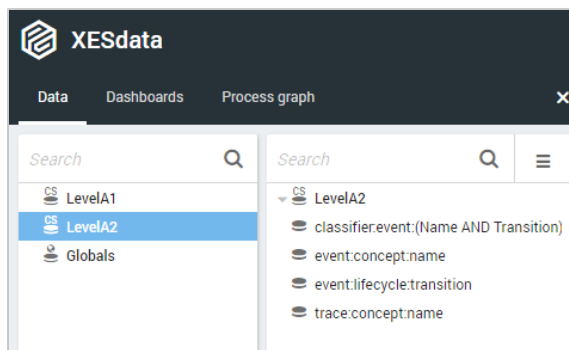 XESdata
Data Dashboards Process graph
Search
CS LevelA1
CS LevelA2
Globals
Search
CS LevelA2
classifier:event:(Name AND Transition)
event:concept:name
event:lifecycle:transition
trace:concept:name